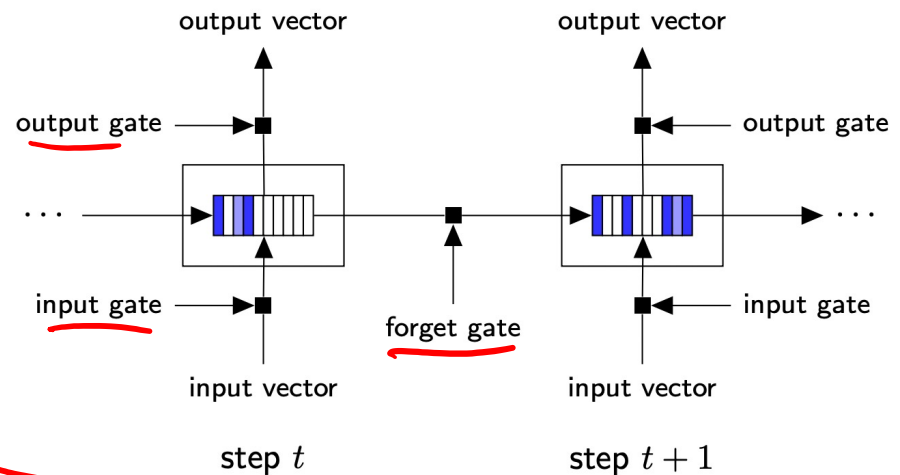 output vector output vector
output gate output gate
··· ···
input gate input gate
forget gate
input vector input vector
step t step t + 1